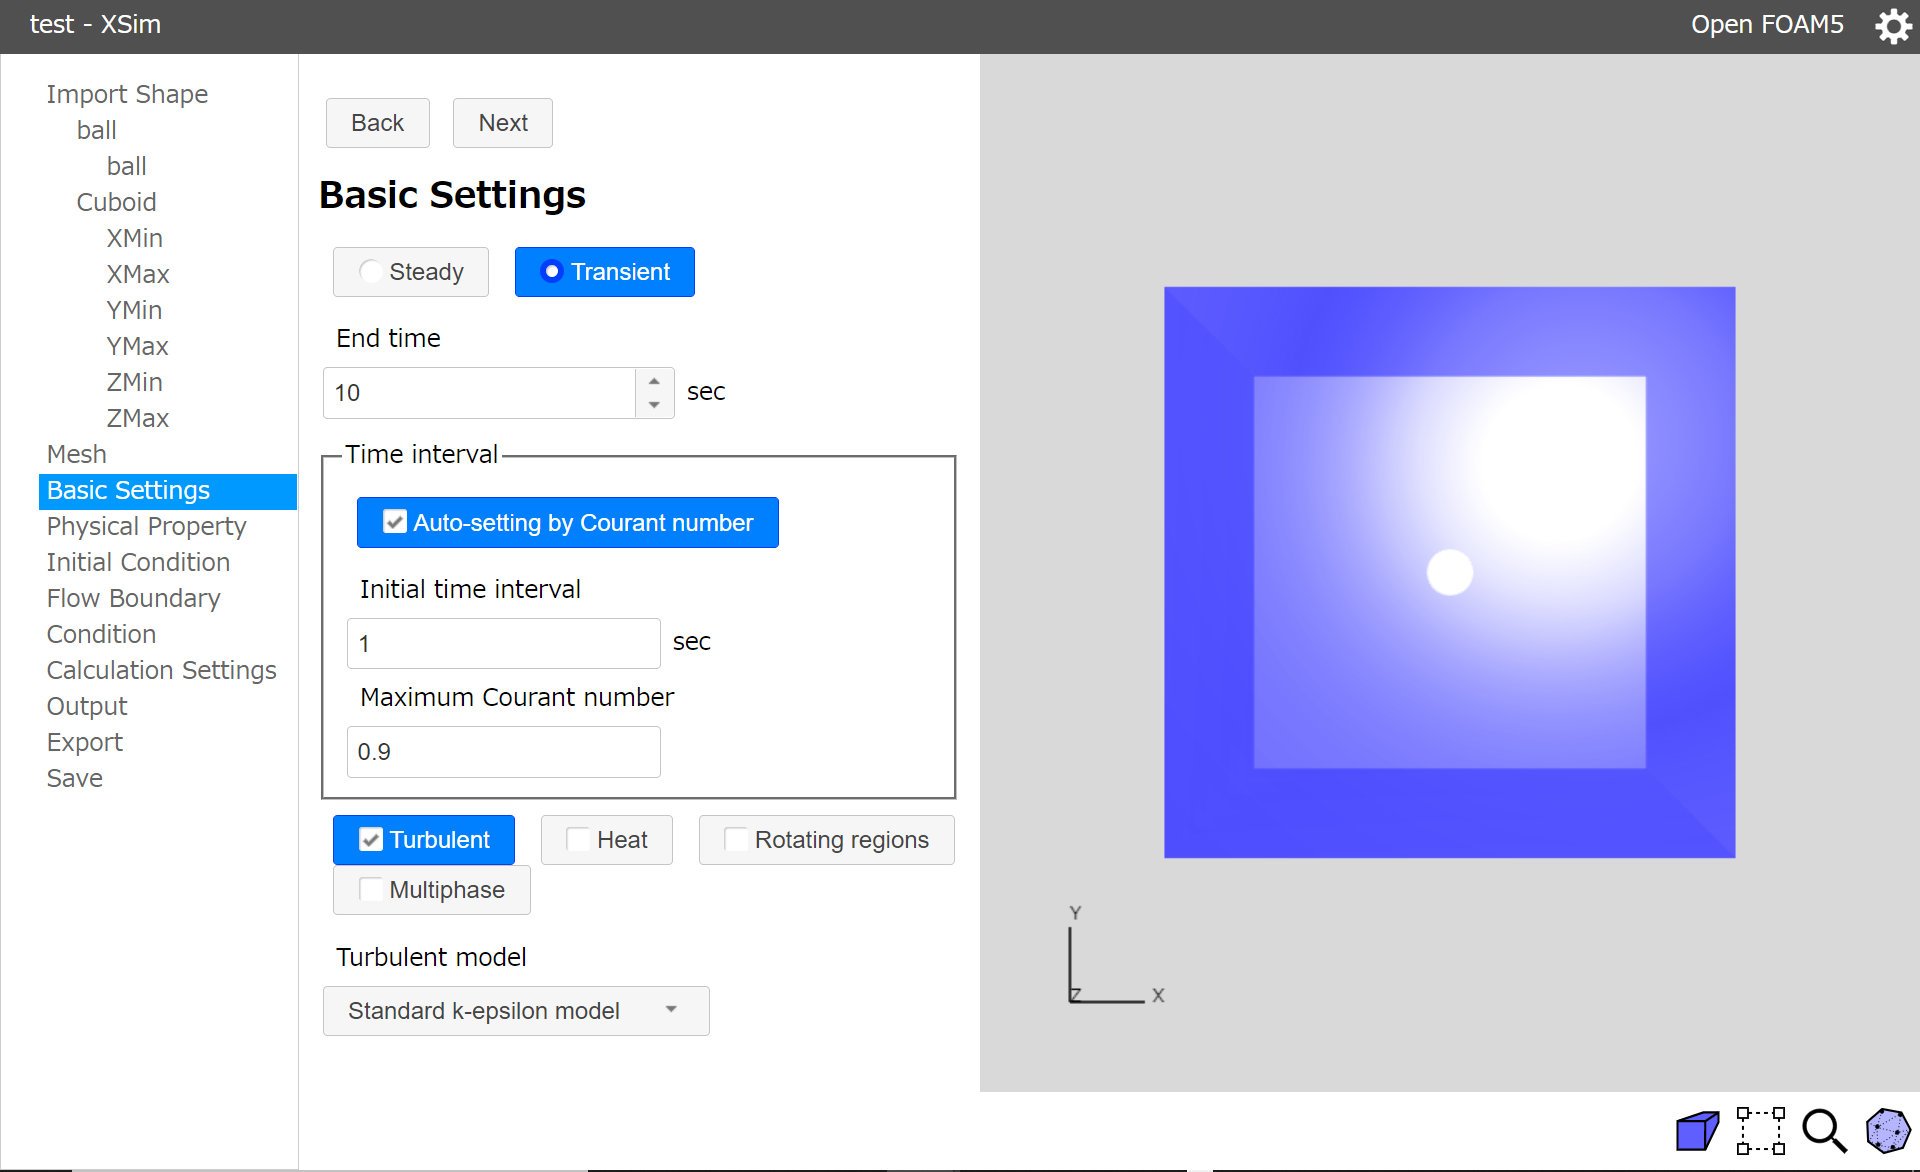 test - XSim
Open FOAM5
Import Shape
ball
ball
Cuboid
XMin
XMax
YMin
YMax
ZMin
ZMax
Mesh
Basic Settings
Physical Property
Initial Condition
Flow Boundary
Condition
Calculation Settings
Output
Export
Save
Back
Next
Basic Settings
Steady
Transient
End time
10
sec
Time interval
Auto-setting by Courant number
Initial time interval
1
sec
Maximum Courant number
0.9
Turbulent
Heat
Rotating regions
Multiphase
Turbulent model
Standard k-epsilon model
Y
Z
X